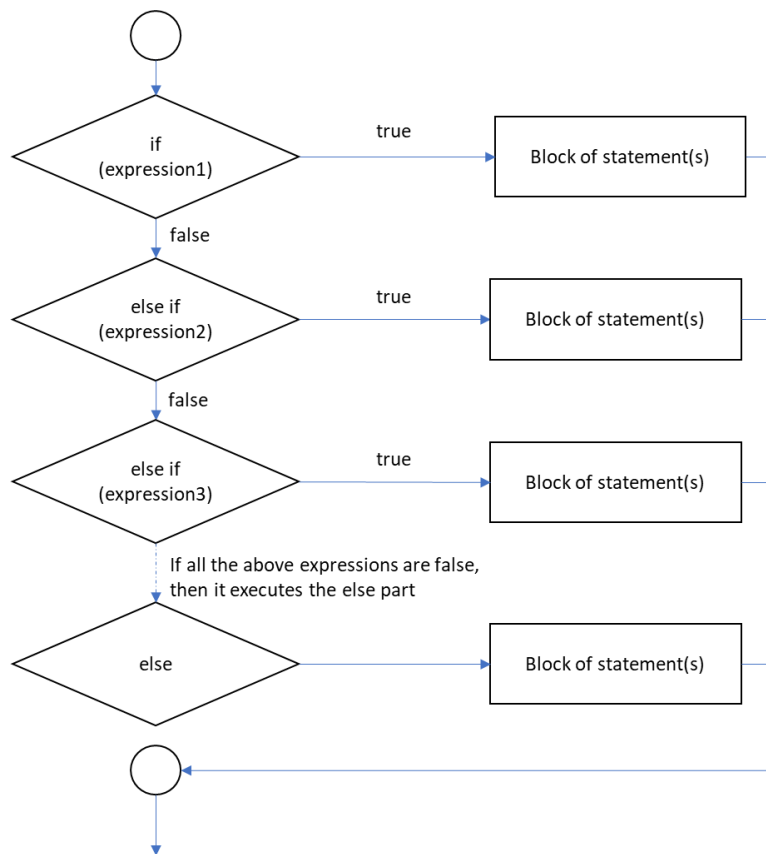 if
(expression1)
true
Block of statement(s)
false
else if
(expression2)
true
Block of statement(s)
false
else if
(expression3)
true
Block of statement(s)
If all the above expressions are false,
then it executes the else part
else
Block of statement(s)